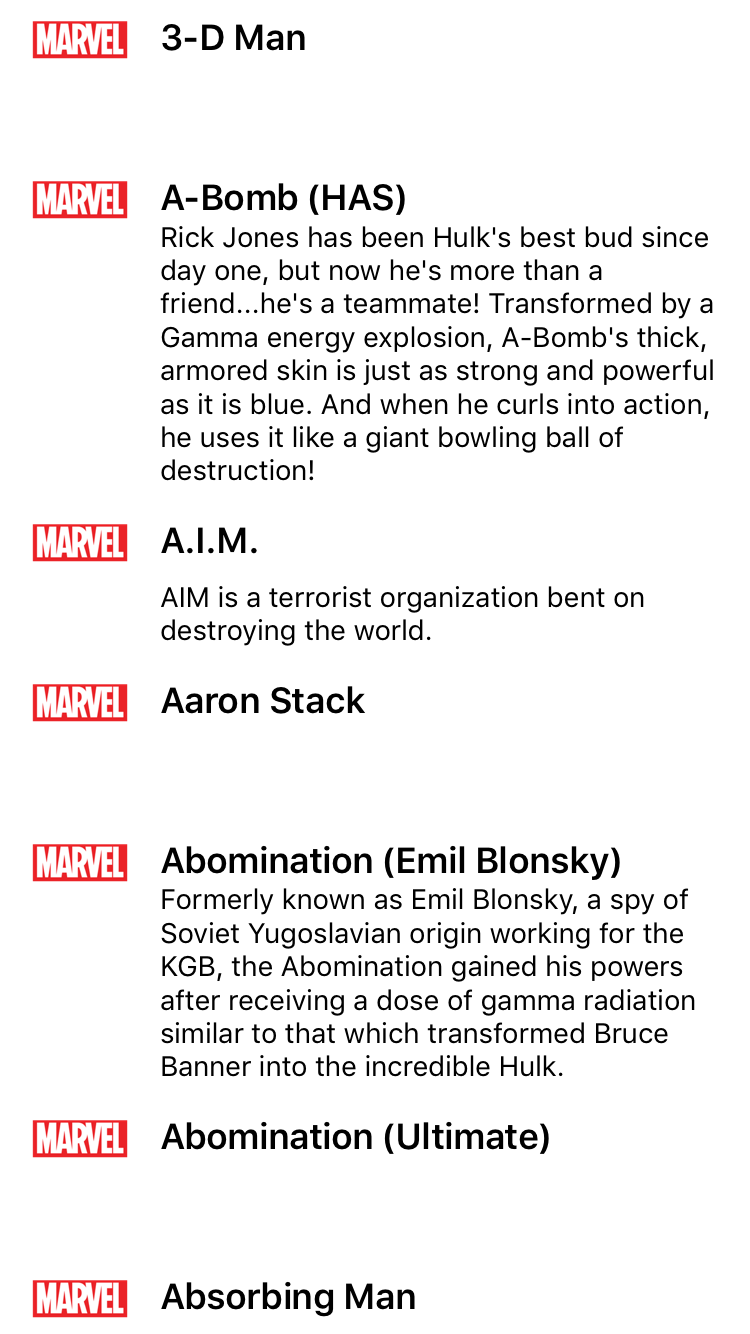 MARVEL 3-D Man
MARVEL A-Bomb (HAS)
Rick Jones has been Hulk's best bud since
day one, but now he's more than a
friend...he's a teammate! Transformed by a
Gamma energy explosion, A-Bomb's thick,
armored skin is just as strong and powerful
as it is blue. And when he curls into action,
he uses it like a giant bowling ball of
destruction!
MARVEL A.I.M.
AIM is a terrorist organization bent on
destroying the world.
MARVEL Aaron Stack
MARVEL Abomination (Emil Blonsky)
Formerly known as Emil Blonsky, a spy of
Soviet Yugoslavian origin working for the
KGB, the Abomination gained his powers
after receiving a dose of gamma radiation
similar to that which transformed Bruce
Banner into the incredible Hulk.
MARVEL Abomination (Ultimate)
MARVEL Absorbing Man